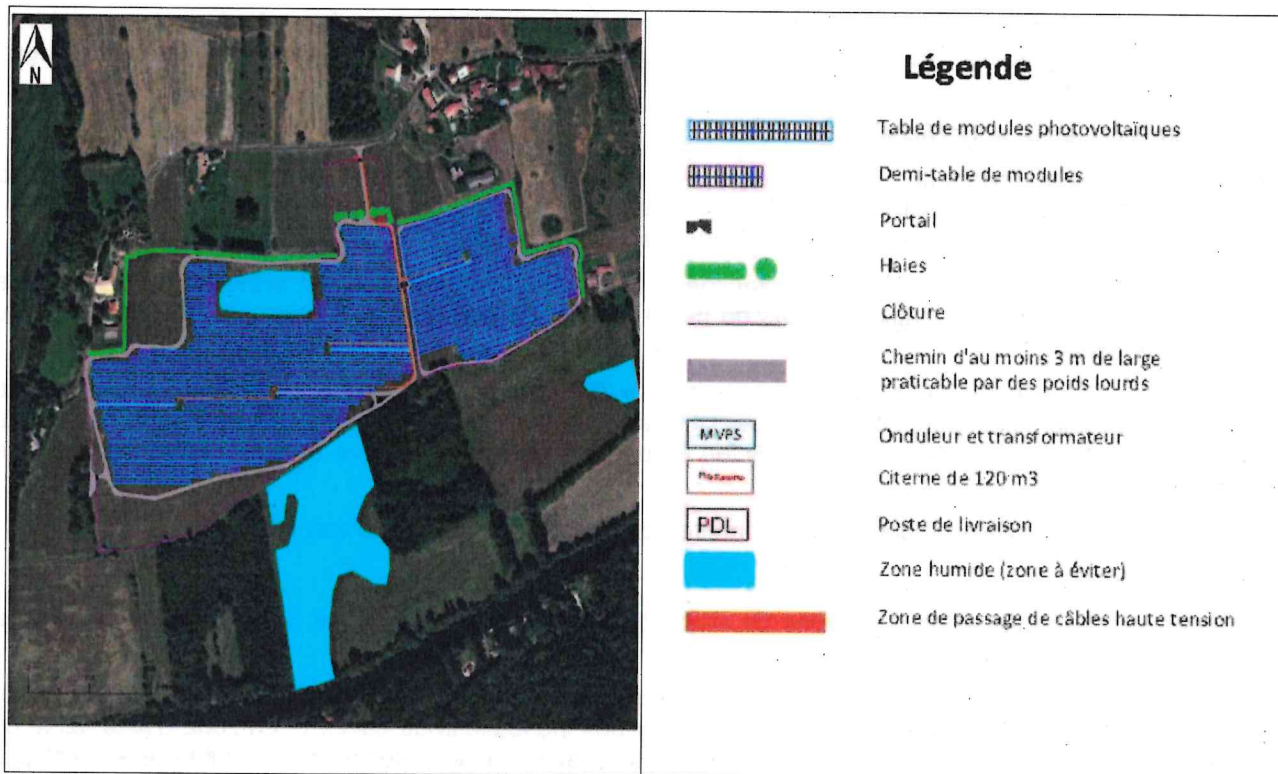 N
Légende
Table de modules photovoltaïques
Demi-table de modules
Portail
Haies
Clôture
Chemin d'au moins 3 m de large
praticable par des poids lourds
MVPS
Onduleur et transformateur
Citerne de 120 m3
PDL
Poste de livraison
Zone humide (zone à éviter)
Zone de passage de câbles haute tension